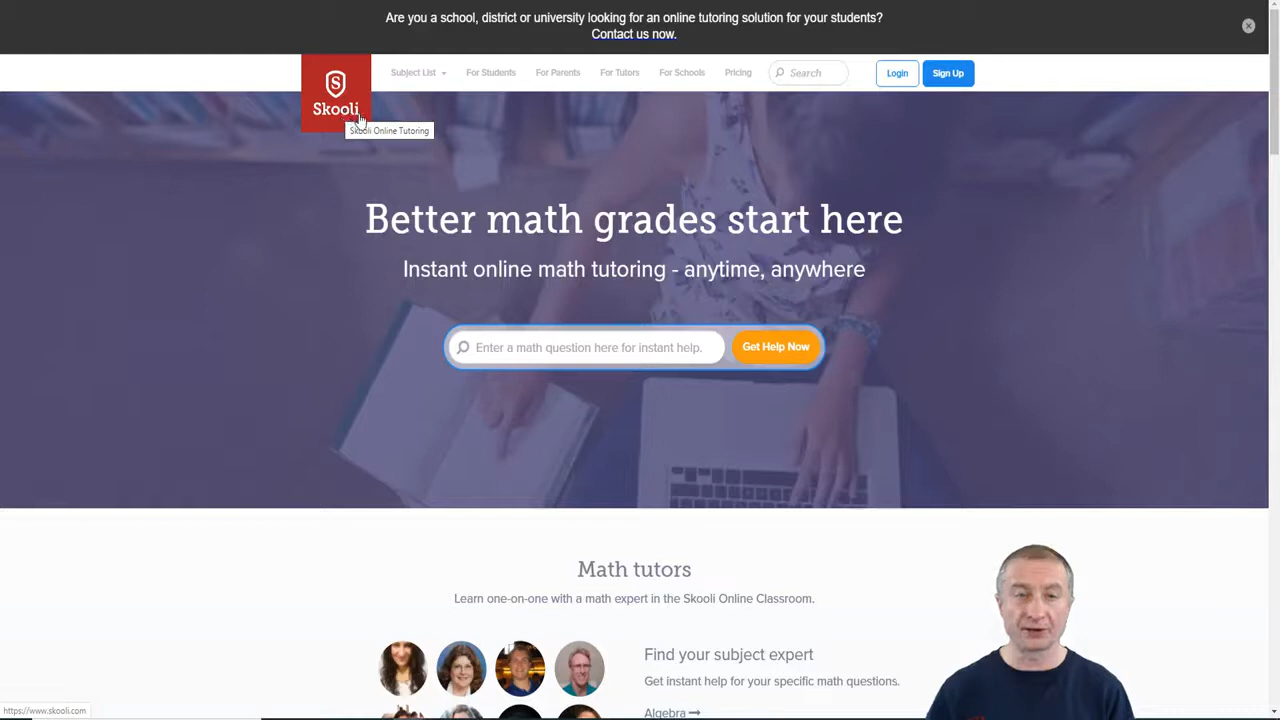 Are you a school, district or university looking for an online tutoring solution for your students?
Contact us now.
S
Skooli
Subject List
For Students
For Parents
For Tutors
For Schools
Pricing
Search
Login
Sign Up
Skooli Online Tutoring
Better math grades start here
Instant online math tutoring - anytime, anywhere
Enter a math question here for instant help.
Get Help Now
Math tutors
Learn one-on-one with a math expert in the Skooli Online Classroom.
Find your subject expert
Get instant help for your specific math questions.
Algebra
https://www.skooli.com